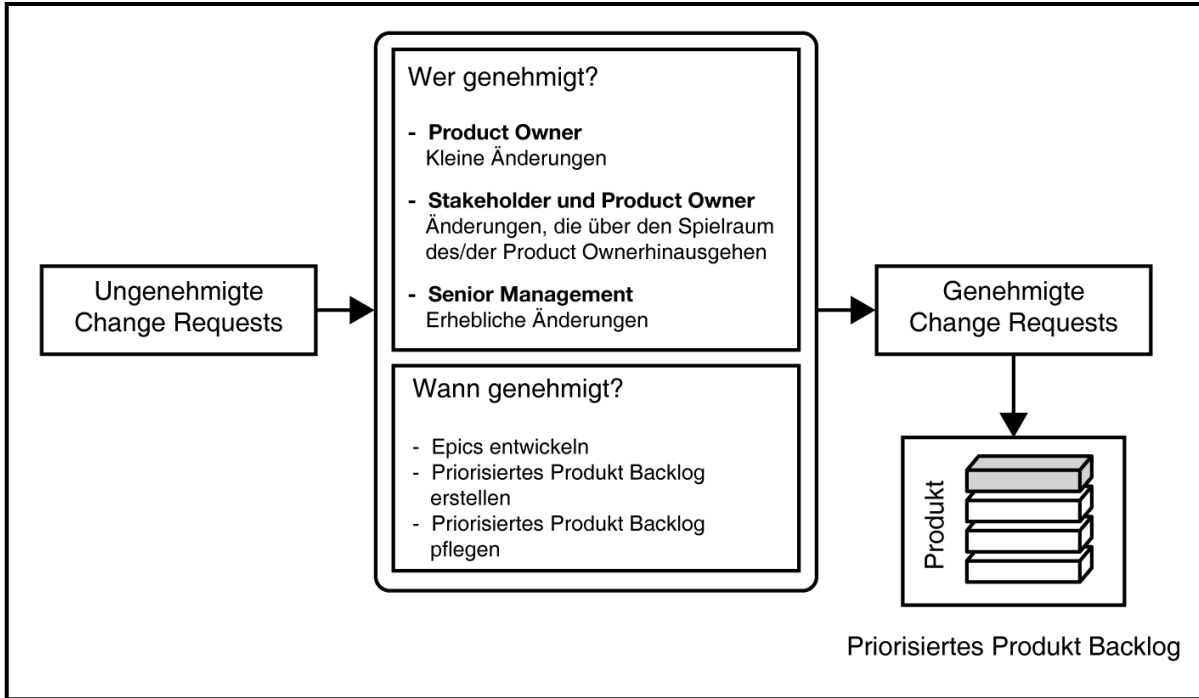 Wer genehmigt?
- Product Owner
Kleine Änderungen
- Stakeholder und Product Owner
Änderungen, die über den Spielraum
des/der Product Ownerhinausgehen
- Senior Management
Erhebliche Änderungen
Ungenehmigte
Change Requests
Genehmigte
Change Requests
Wann genehmigt?
- Epics entwickeln
- Priorisiertes Produkt Backlog
erstellen
- Priorisiertes Produkt Backlog
pflegen
Produkt
Priorisiertes Produkt Backlog